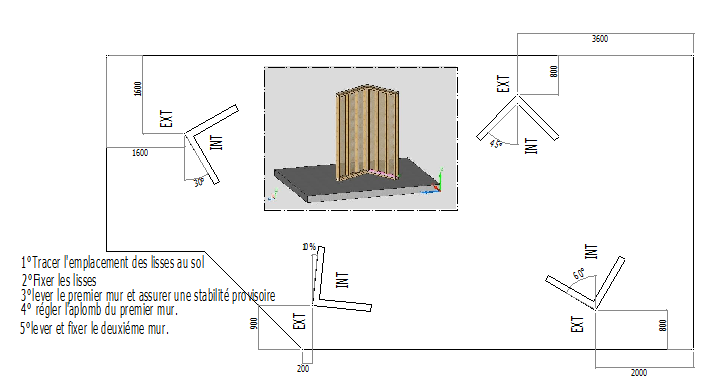 3600
EXT
800
1600
EXT
INT
1600
30°
45°
INT
10%
INT
INT
60°
1°Tracer l'emplacement des lisses au sol
2°Fixer les lisses
3°lever le premier mur et assurer une stabilité provisoire
4° régler l'aplomb du premier mur.
5°lever et fixer le deuxiéme mur.
900
EXT
EXT
800
200
2000